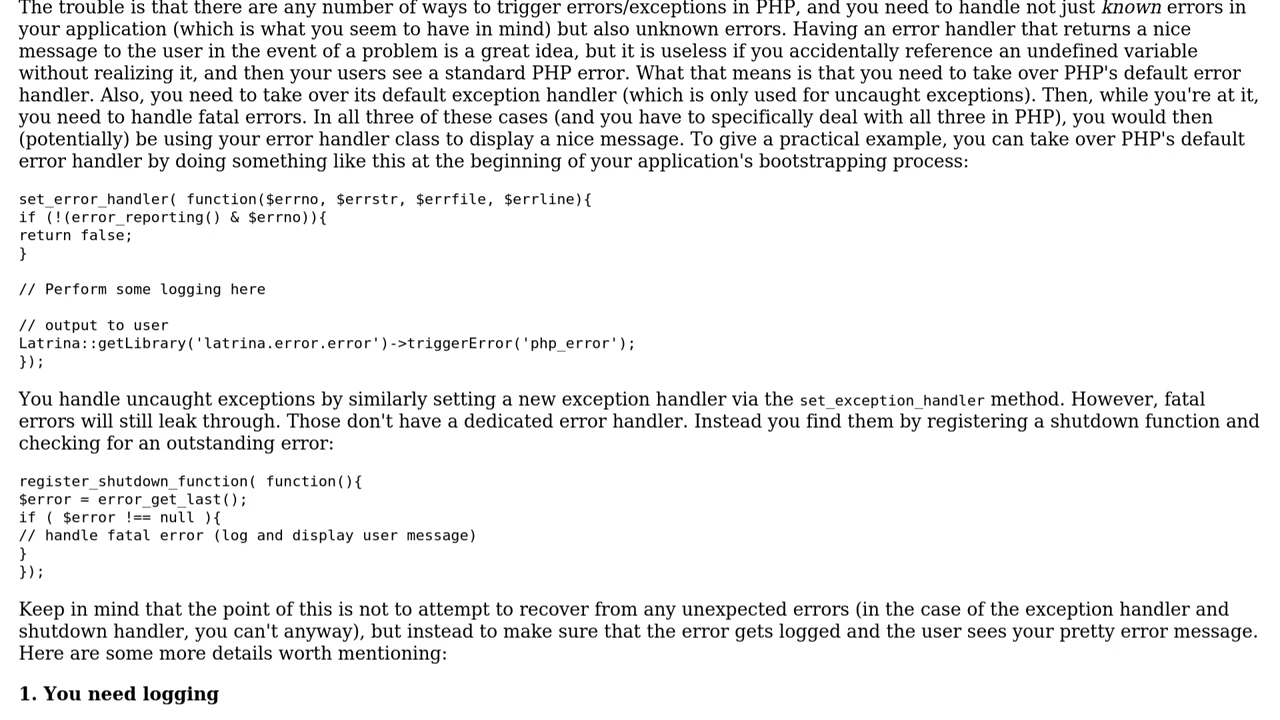 The trouble is that there are any number of ways to trigger errors/exceptions in PHP, and you need to handle not just known errors in
your application (which is what you seem to have in mind) but also unknown errors. Having an error handler that returns a nice
message to the user in the event of a problem is a great idea, but it is useless if you accidentally reference an undefined variable
without realizing it, and then your users see a standard PHP error. What that means is that you need to take over PHP's default error
handler. Also, you need to take over its default exception handler (which is only used for uncaught exceptions). Then, while you're at it,
you need to handle fatal errors. In all three of these cases (and you have to specifically deal with all three in PHP), you would then
(potentially) be using your error handler class to display a nice message. To give a practical example, you can take over PHP's default
error handler by doing something like this at the beginning of your application's bootstrapping process:
set_error_handler( function($errno, $errstr, $errfile, $errline){
if (!(error_reporting() & $errno)){
return false;
}
// Perform some logging here
// output to user
Latrina::getLibrary('latrina.error.error')->triggerError('php_error');
});
You handle uncaught exceptions by similarly setting a new exception handler via the set_exception_handler method. However, fatal
errors will still leak through. Those don't have a dedicated error handler. Instead you find them by registering a shutdown function and
checking for an outstanding error:
register_shutdown_function( function(){
$error = error_get_last();
if ( $error !== null ){
// handle fatal error (log and display user message)
}
});
Keep in mind that the point of this is not to attempt to recover from any unexpected errors (in the case of the exception handler and
shutdown handler, you can't anyway), but instead to make sure that the error gets logged and the user sees your pretty error message.
Here are some more details worth mentioning:
1. You need logging